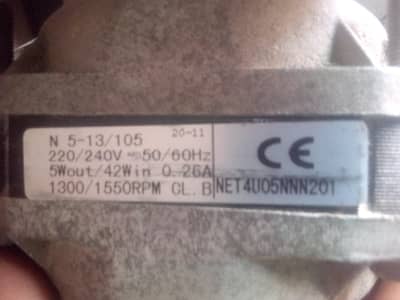 N 5-13/105 20-11
220/240V ~ 50/60Hz
5Wout/42Win 0.26A
1300/1550RPM CL.B
CE
NET4U05NNN201